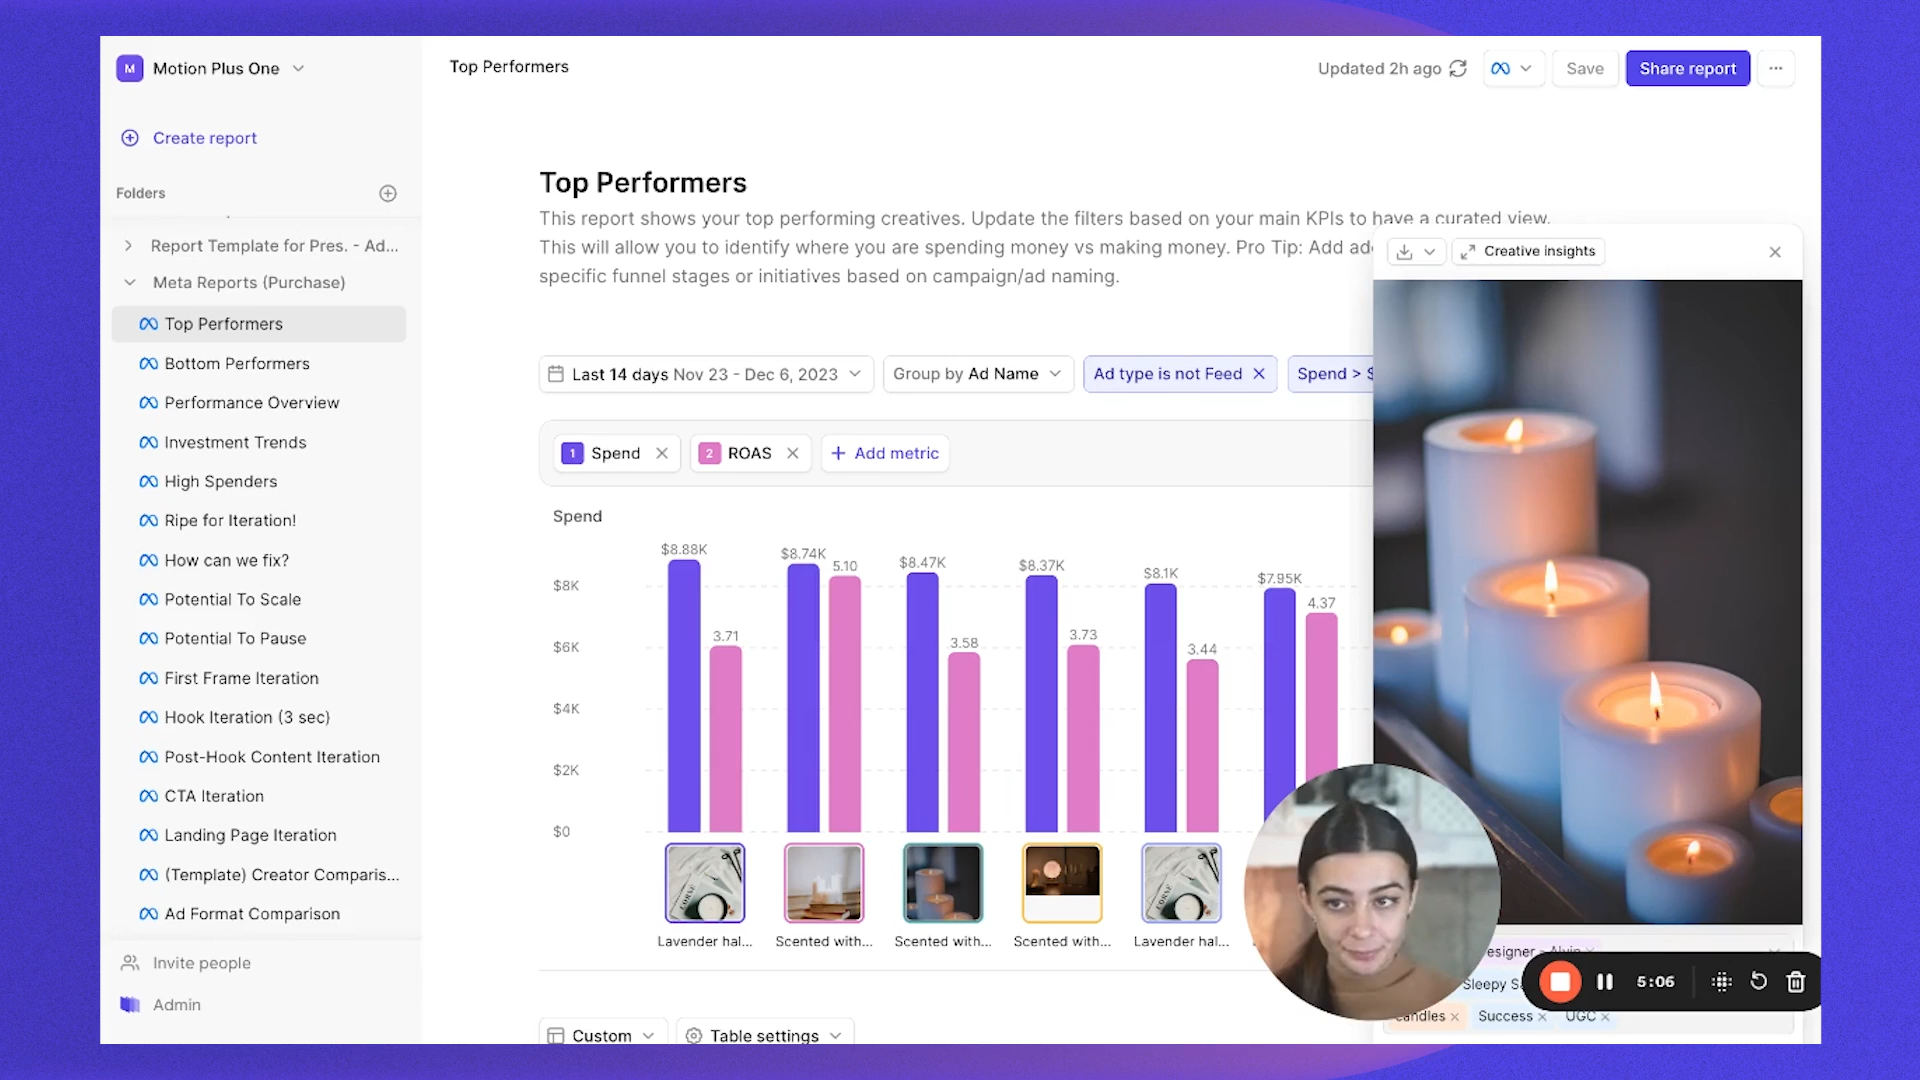 M Motion Plus One
Create report
Folders
Report Template for Pres. - Ad...
Meta Reports (Purchase)
Top Performers
Bottom Performers
Performance Overview
Investment Trends
High Spenders
Ripe for Iteration!
How can we fix?
Potential To Scale
Potential To Pause
First Frame Iteration
Hook Iteration (3 sec)
Post-Hook Content Iteration
CTA Iteration
Landing Page Iteration
(Template) Creator Comparis...
Ad Format Comparison
Invite people
Admin
Top Performers
Updated 2h ago
Save
Share report
Top Performers
This report shows your top performing creatives. Update the filters based on your main KPIs to have a curated view.
This will allow you to identify where you are spending money vs making money. Pro Tip: Add
specific funnel stages or initiatives based on campaign/ad naming.
Last 14 days Nov 23 - Dec 6, 2023
Group by Ad Name
Ad type is not Feed
Spend >
1 Spend
2 ROAS
+ Add metric
Spend
$8K
$6K
$4K
$2K
$0
$8.88K 3.71
$8.74K 5.10
$8.47K 3.58
$8.37K 3.73
$8.1K 3.44
$7.95K 4.37
Lavender hal...
Scented with...
Scented with...
Scented with...
Lavender hal...
Custom
Table settings
Creative insights
Sleepy
Success
UGC
5:06